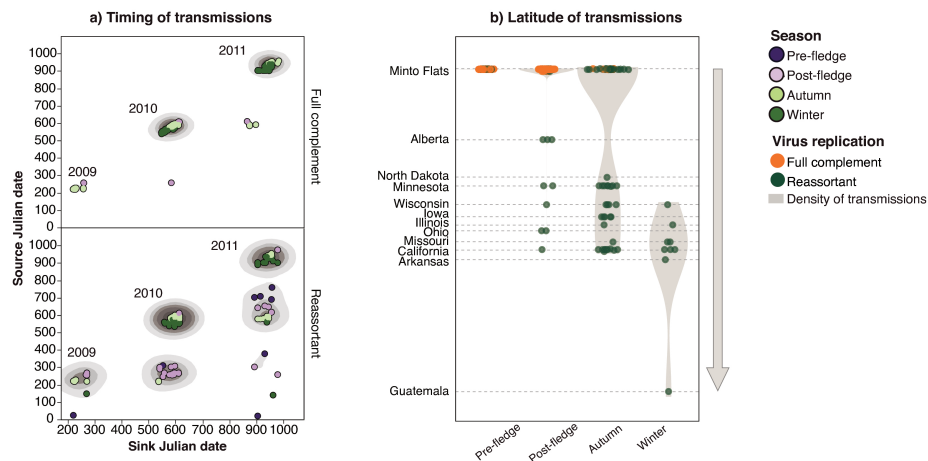 a) Timing of transmissions
Source Julian date
1000
900
800
700
600
500
400
300
200
100
0
2009
2010
2011
Full complement
1000
900
800
700
600
500
400
300
200
100
0
2009
2010
2011
Reassortant
200 300 400 500 600 700 800 900 1000
Sink Julian date
b) Latitude of transmissions
Minto Flats
Alberta
North Dakota
Minnesota
Wisconsin
Iowa
Illinois
Ohio
Missouri
California
Arkansas
Guatemala
Pre-fledge
Post-fledge
Autumn
Winter
Season
Pre-fledge
Post-fledge
Autumn
Winter
Virus replication
Full complement
Reassortant
Density of transmissions